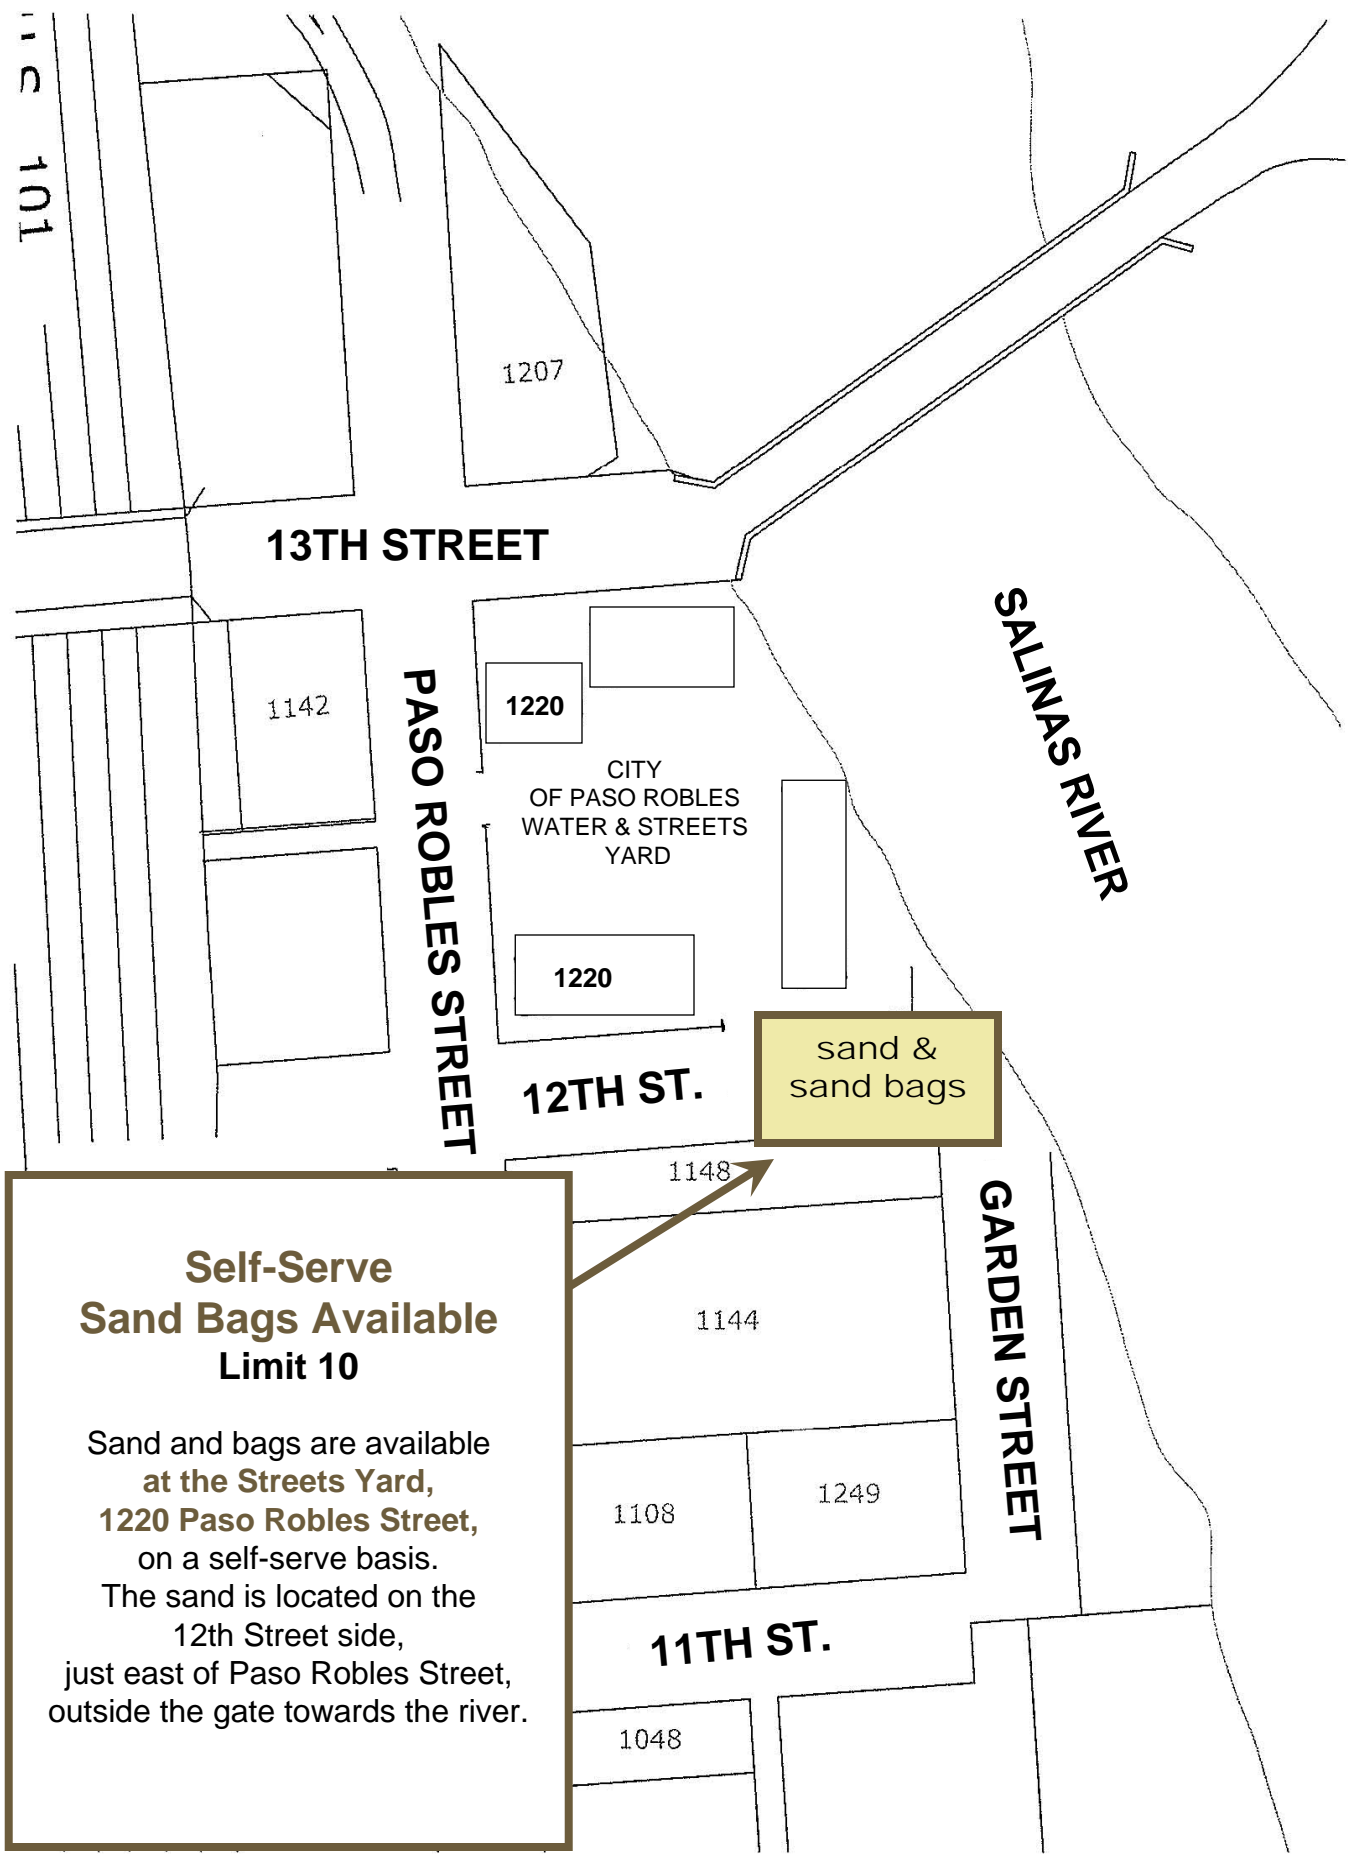 101
1207
13TH STREET
SALINAS RIVER
1142
PASO ROBLES STREET
1220
CITY
OF PASO ROBLES
WATER & STREETS
YARD
1220
sand &
sand bags
12TH ST.
1148
GARDEN STREET
Self-Serve
Sand Bags Available
Limit 10
Sand and bags are available
at the Streets Yard,
1220 Paso Robles Street,
on a self-serve basis.
The sand is located on the
12th Street side,
just east of Paso Robles Street,
outside the gate towards the river.
1144
1108
1249
11TH ST.
1048